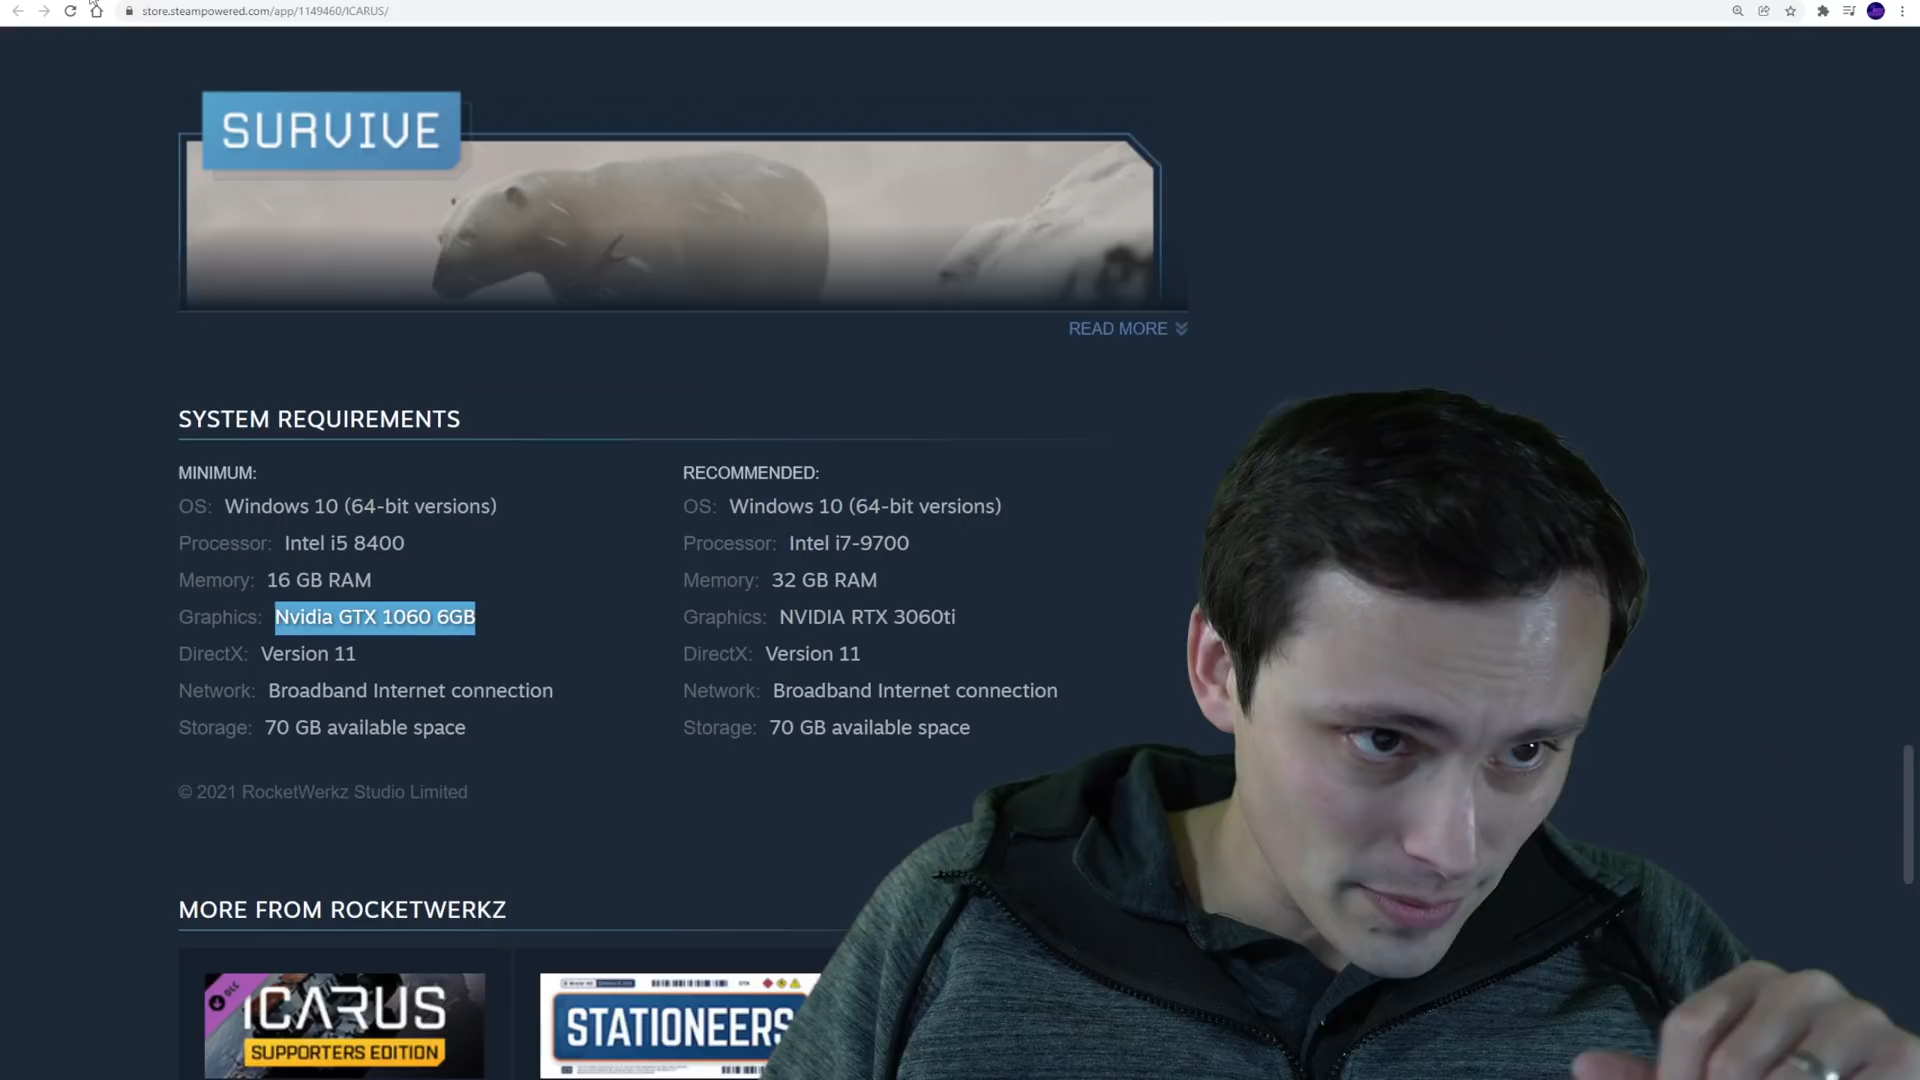 store.steampowered.com/app/1149460/ICARUS/
SURVIVE
READ MORE
SYSTEM REQUIREMENTS
MINIMUM:
OS: Windows 10 (64-bit versions)
Processor: Intel i5 8400
Memory: 16 GB RAM
Graphics: Nvidia GTX 1060 6GB
DirectX: Version 11
Network: Broadband Internet connection
Storage: 70 GB available space
RECOMMENDED:
OS: Windows 10 (64-bit versions)
Processor: Intel i7-9700
Memory: 32 GB RAM
Graphics: NVIDIA RTX 3060ti
DirectX: Version 11
Network: Broadband Internet connection
Storage: 70 GB available space
© 2021 RocketWerkz Studio Limited
MORE FROM ROCKETWERKZ
DLC
ICARUS
SUPPORTERS EDITION
STATIONEERS